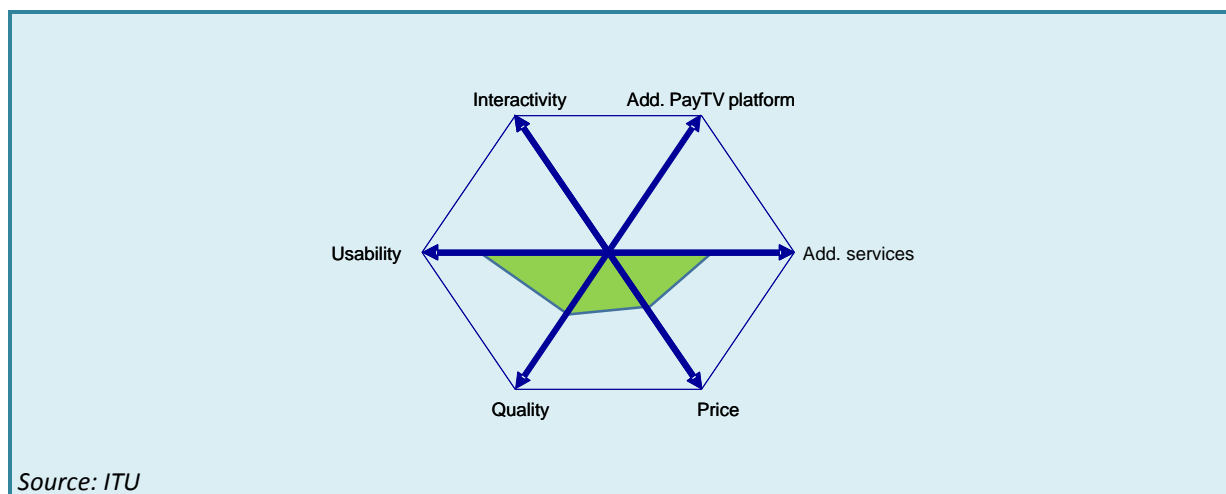 Interactivity
Add. PayTV platform
Usability
Add. services
Quality
Price
Source: ITU